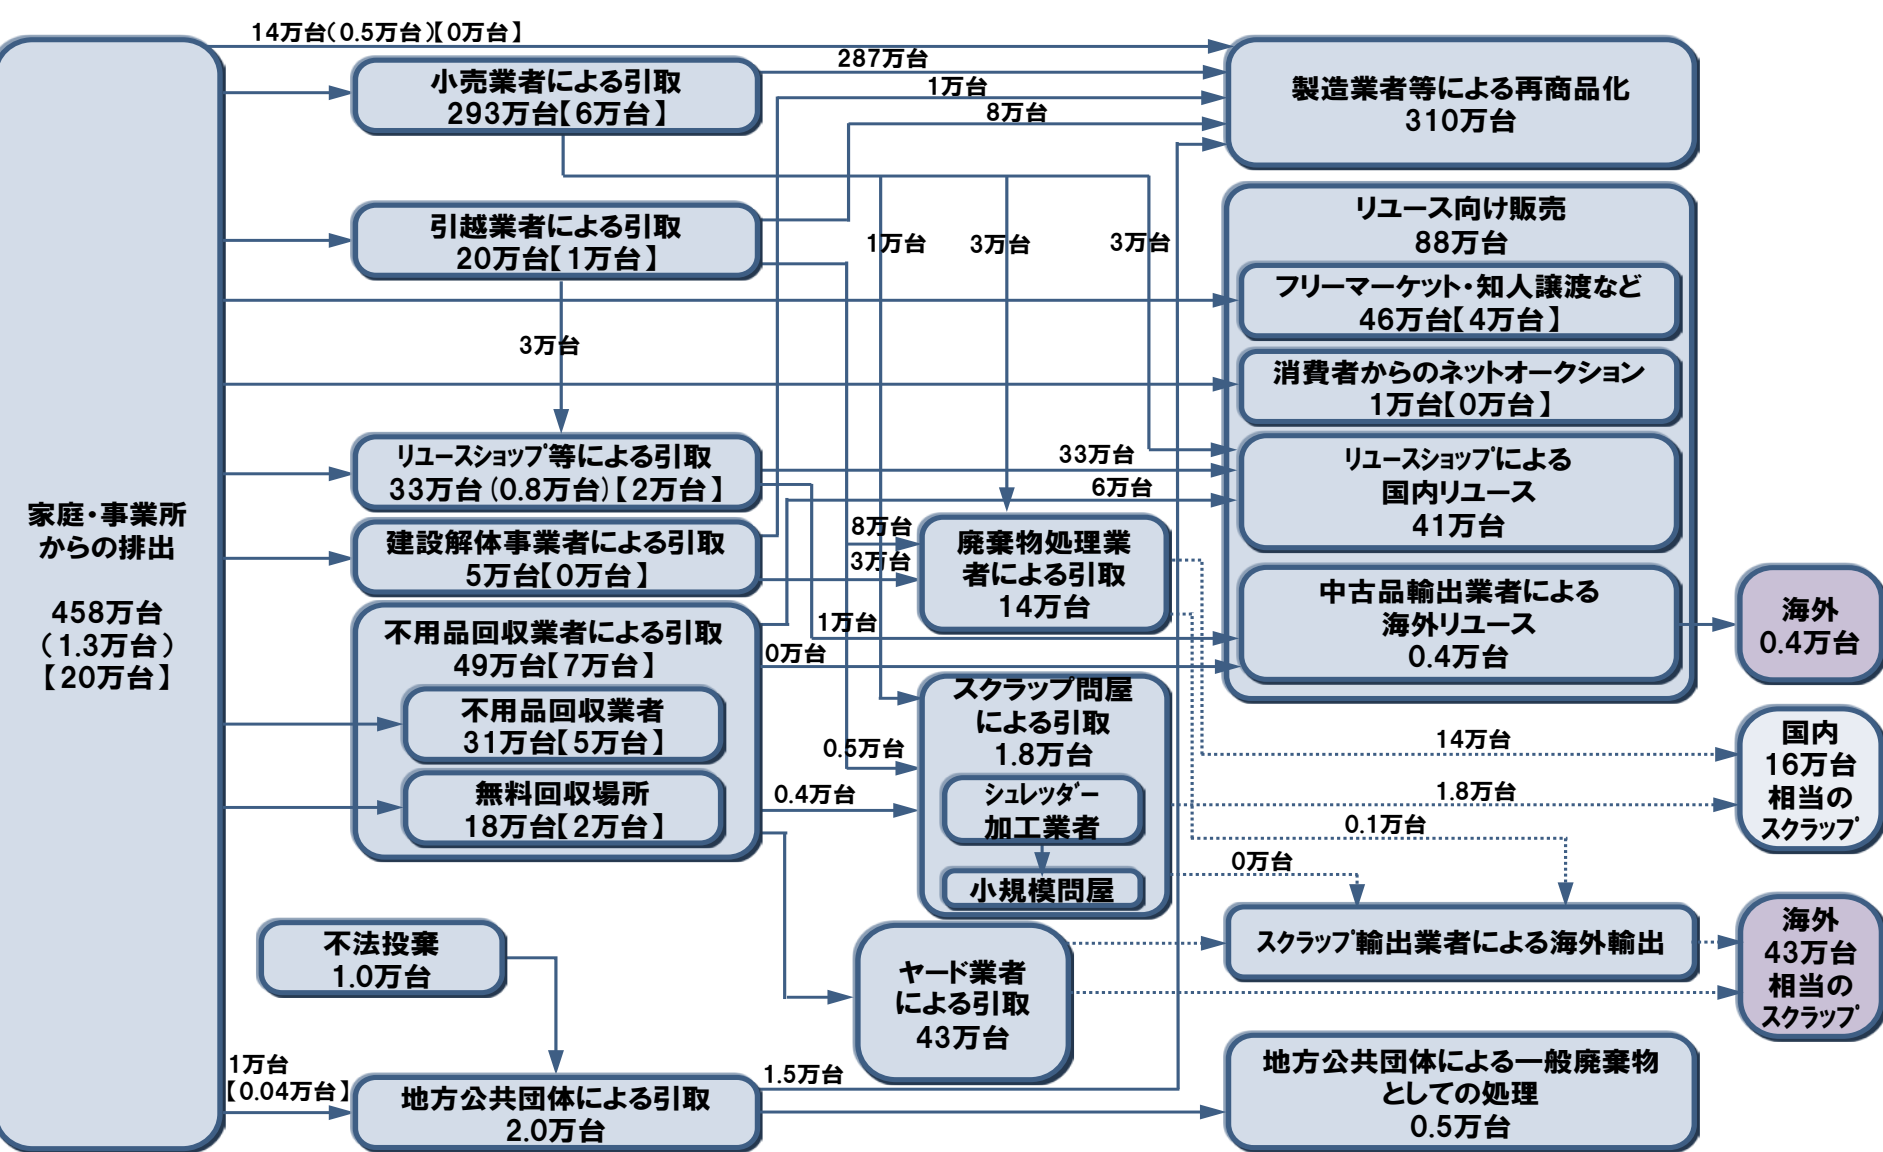 14万台（0.5万台）【0万台】
287万台
1万台
8万台
小売業者による引取
293万台【6万台】
製造業者等による再商品化
310万台
引越業者による引取
20万台【1万台】
1万台
3万台
3万台
リユース向け販売
88万台
フリーマーケット・知人譲渡など
46万台【4万台】
3万台
消費者からのネットオークション
1万台【0万台】
リユースショップ等による引取
33万台（0.8万台）【2万台】
33万台
6万台
リユースショップによる
国内リユース
41万台
家庭・事業所
からの排出
458万台
（1.3万台）
【20万台】
建設解体事業者による引取
5万台【0万台】
8万台
3万台
廃棄物処理業
者による引取
14万台
中古品輸出業者による
海外リユース
0.4万台
海外
0.4万台
不用品回収業者による引取
49万台【7万台】
1万台
0万台
不用品回収業者
31万台【5万台】
無料回収場所
18万台【2万台】
スクラップ問屋
による引取
1.8万台
0.5万台
0.4万台
シュレッダー
加工業者
小規模問屋
14万台
1.8万台
0.1万台
0万台
国内
16万台
相当の
スクラップ
不法投棄
1.0万台
ヤード業者
による引取
43万台
スクラップ輸出業者による海外輸出
海外
43万台
相当の
スクラップ
1万台
【0.04万台】
地方公共団体による引取
2.0万台
1.5万台
地方公共団体による一般廃棄物
としての処理
0.5万台